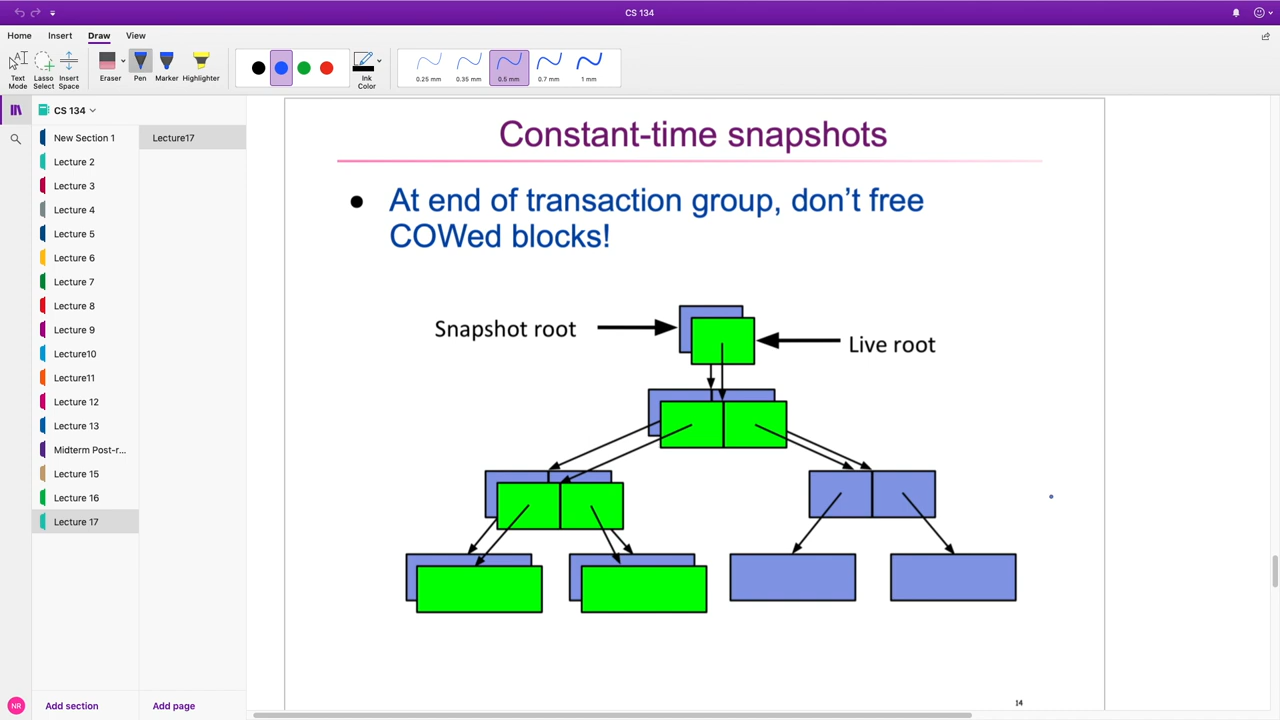 CS 134
Home Insert Draw View
Text Mode
Lasso Select
Insert Space
Eraser
Pen
Marker
Highlighter
Ink Color
0.25 mm
0.35 mm
0.5 mm
0.7 mm
1 mm
CS 134
New Section 1
Lecture 2
Lecture 3
Lecture 4
Lecture 5
Lecture 6
Lecture 7
Lecture 8
Lecture 9
Lecture10
Lecture11
Lecture 12
Lecture 13
Midterm Post-r...
Lecture 15
Lecture 16
Lecture 17
Lecture17
NR
Add section
Add page
Constant-time snapshots
● At end of transaction group, don’t free
COWed blocks!
Snapshot root
Live root
14